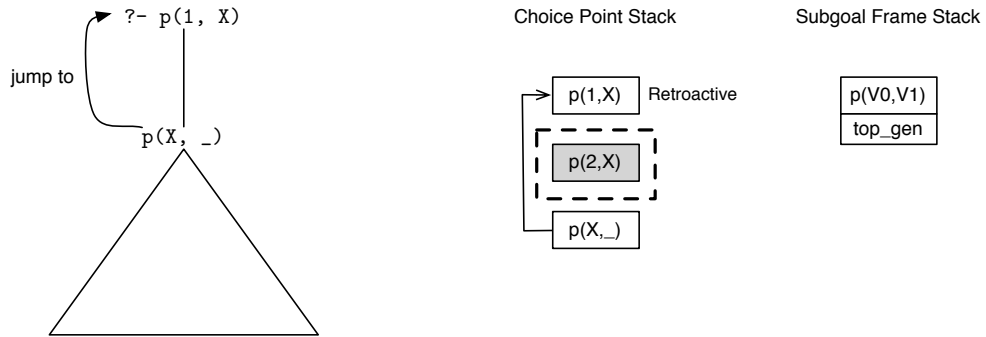 ?- p(1, X)
jump to
p(X, _)
Choice Point Stack
p(1,X) Retroactive
p(2,X)
p(X,_)
Subgoal Frame Stack
p(V0,V1)
top_gen